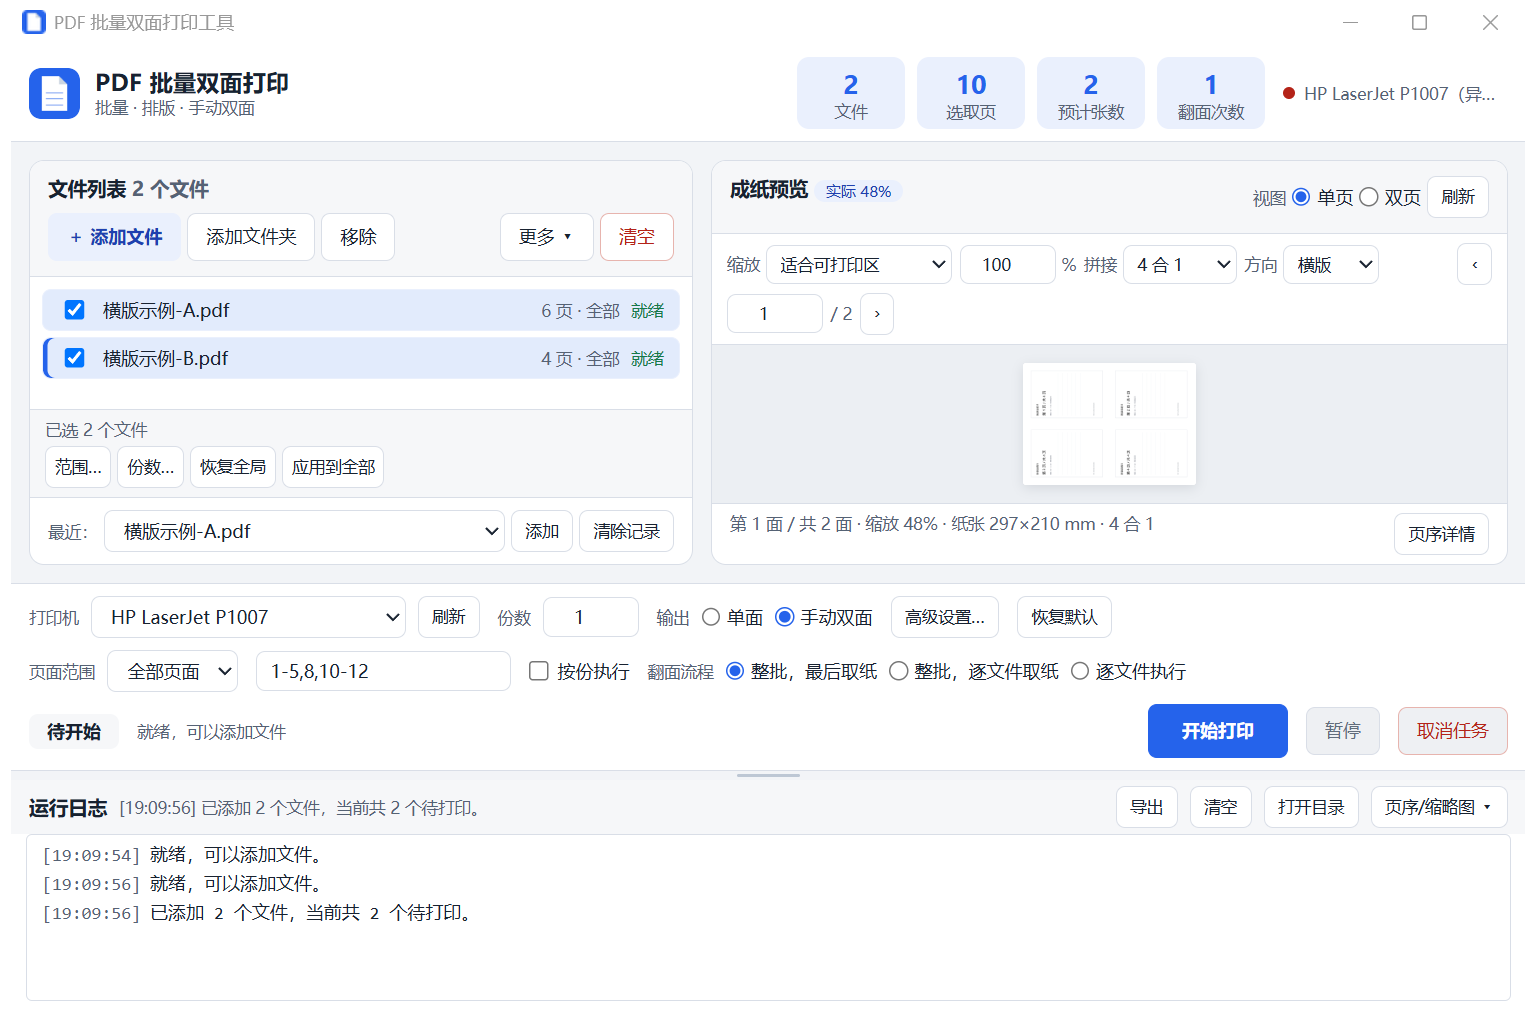 PDF 批量双面打印工具
PDF 批量双面打印
批量 · 排版 · 手动双面
2
文件
10
选取页
2
预计张数
1
翻面次数
HP LaserJet P1007（异...
文件列表 2 个文件
+ 添加文件
添加文件夹
移除
更多
清空
横版示例-A.pdf
6 页 · 全部 就绪
横版示例-B.pdf
4 页 · 全部 就绪
已选 2 个文件
范围...
份数...
恢复全局
应用到全部
最近：
横版示例-A.pdf
添加
清除记录
成纸预览 实际 48%
视图 单页 双页 刷新
缩放 适合可打印区 100 % 拼接 4 合 1 方向 横版 ‹
1 / 2 ›
第 1 面 / 共 2 面 · 缩放 48% · 纸张 297×210 mm · 4 合 1
页序详情
打印机 HP LaserJet P1007 刷新 份数 1 输出 单面 手动双面 高级设置... 恢复默认
页面范围 全部页面 1-5,8,10-12 按份执行 翻面流程 整批，最后取纸 整批，逐文件取纸 逐文件执行
待开始 就绪，可以添加文件
开始打印 暂停 取消任务
运行日志 [19:09:56] 已添加 2 个文件，当前共 2 个待打印。
导出 清空 打开目录 页序/缩略图
[19:09:54] 就绪，可以添加文件。
[19:09:56] 就绪，可以添加文件。
[19:09:56] 已添加 2 个文件，当前共 2 个待打印。